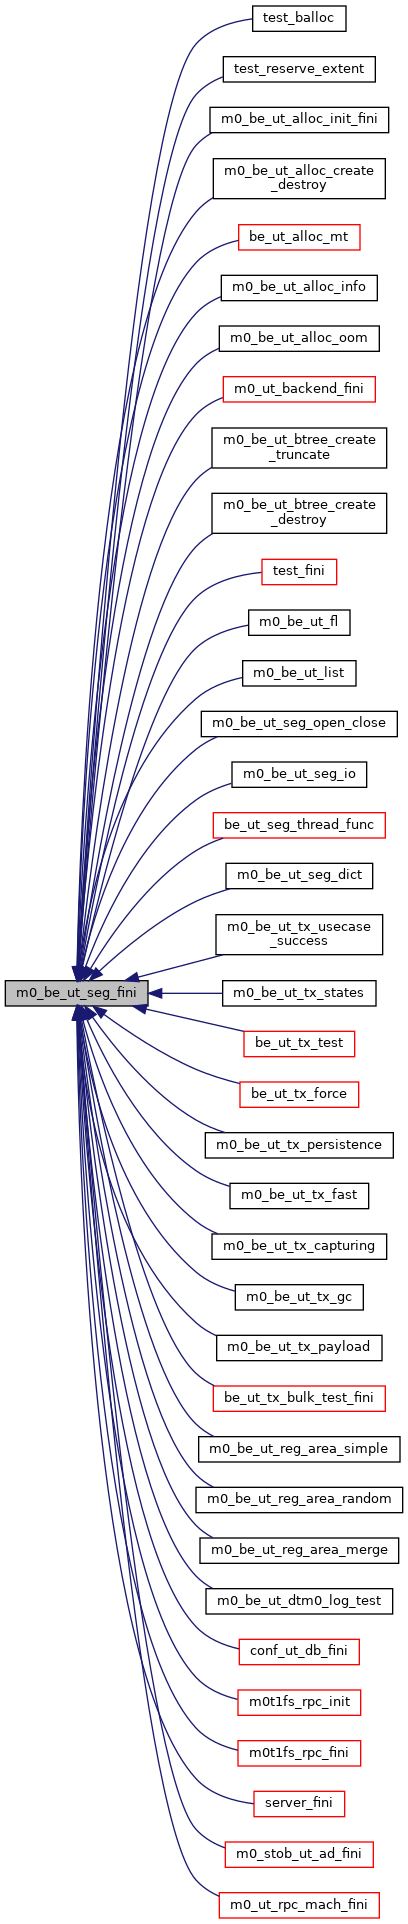 test_balloc
test_reserve_extent
m0_be_ut_alloc_init_fini
m0_be_ut_alloc_create
_destroy
be_ut_alloc_mt
m0_be_ut_alloc_info
m0_be_ut_alloc_oom
m0_ut_backend_fini
m0_be_ut_btree_create
_truncate
m0_be_ut_btree_create
_destroy
test_fini
m0_be_ut_fl
m0_be_ut_list
m0_be_ut_seg_open_close
m0_be_ut_seg_io
be_ut_seg_thread_func
m0_be_ut_seg_dict
m0_be_ut_tx_usecase
_success
m0_be_ut_seg_fini
m0_be_ut_tx_states
be_ut_tx_test
be_ut_tx_force
m0_be_ut_tx_persistence
m0_be_ut_tx_fast
m0_be_ut_tx_capturing
m0_be_ut_tx_gc
m0_be_ut_tx_payload
be_ut_tx_bulk_test_fini
m0_be_ut_reg_area_simple
m0_be_ut_reg_area_random
m0_be_ut_reg_area_merge
m0_be_ut_dtm0_log_test
conf_ut_db_fini
m0t1fs_rpc_init
m0t1fs_rpc_fini
server_fini
m0_stob_ut_ad_fini
m0_ut_rpc_mach_fini